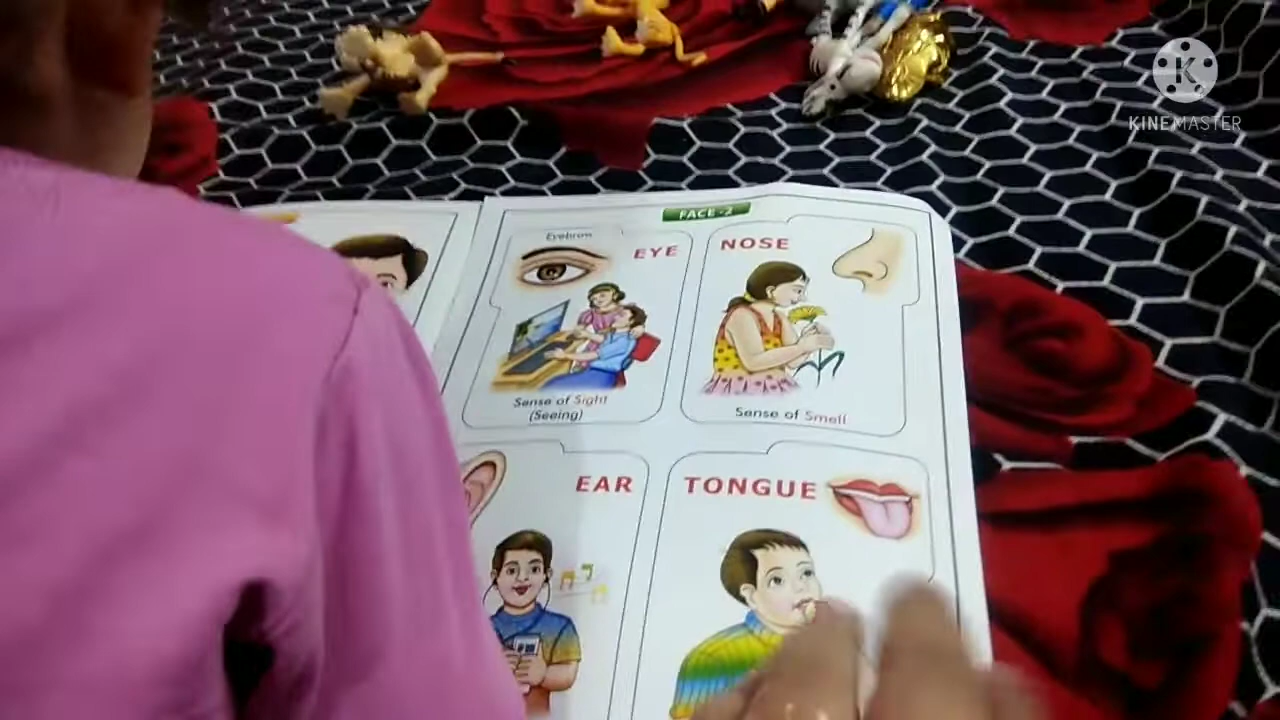 KINEMASTER
FACE -2
Eyebrow
EYE
Sense of Sight
(Seeing)
NOSE
Sense of Smell
EAR
TONGUE